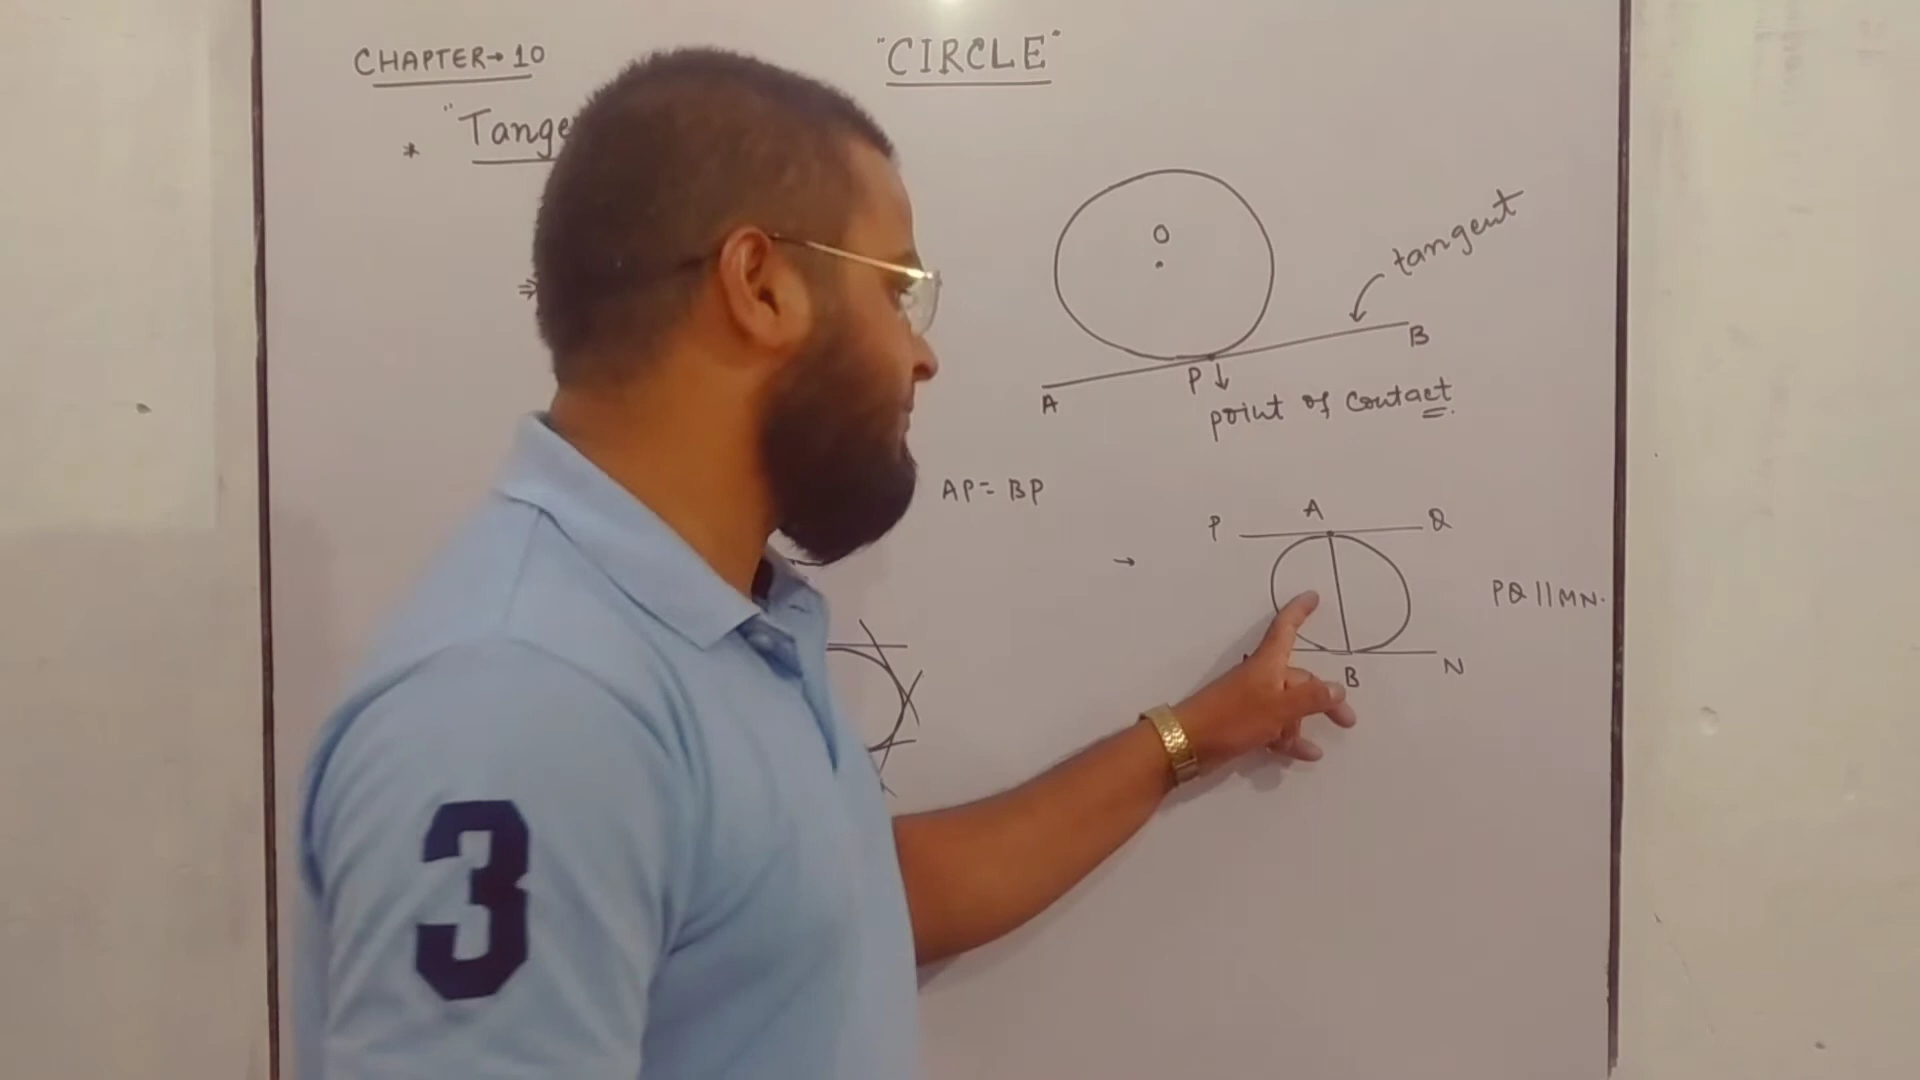 CHAPTER→10
"CIRCLE"
* "Tange
⇒
O
tangent
B
P ↓
A
point of contact.
AP = BP
→
P A Q
PQ || MN.
B N
3